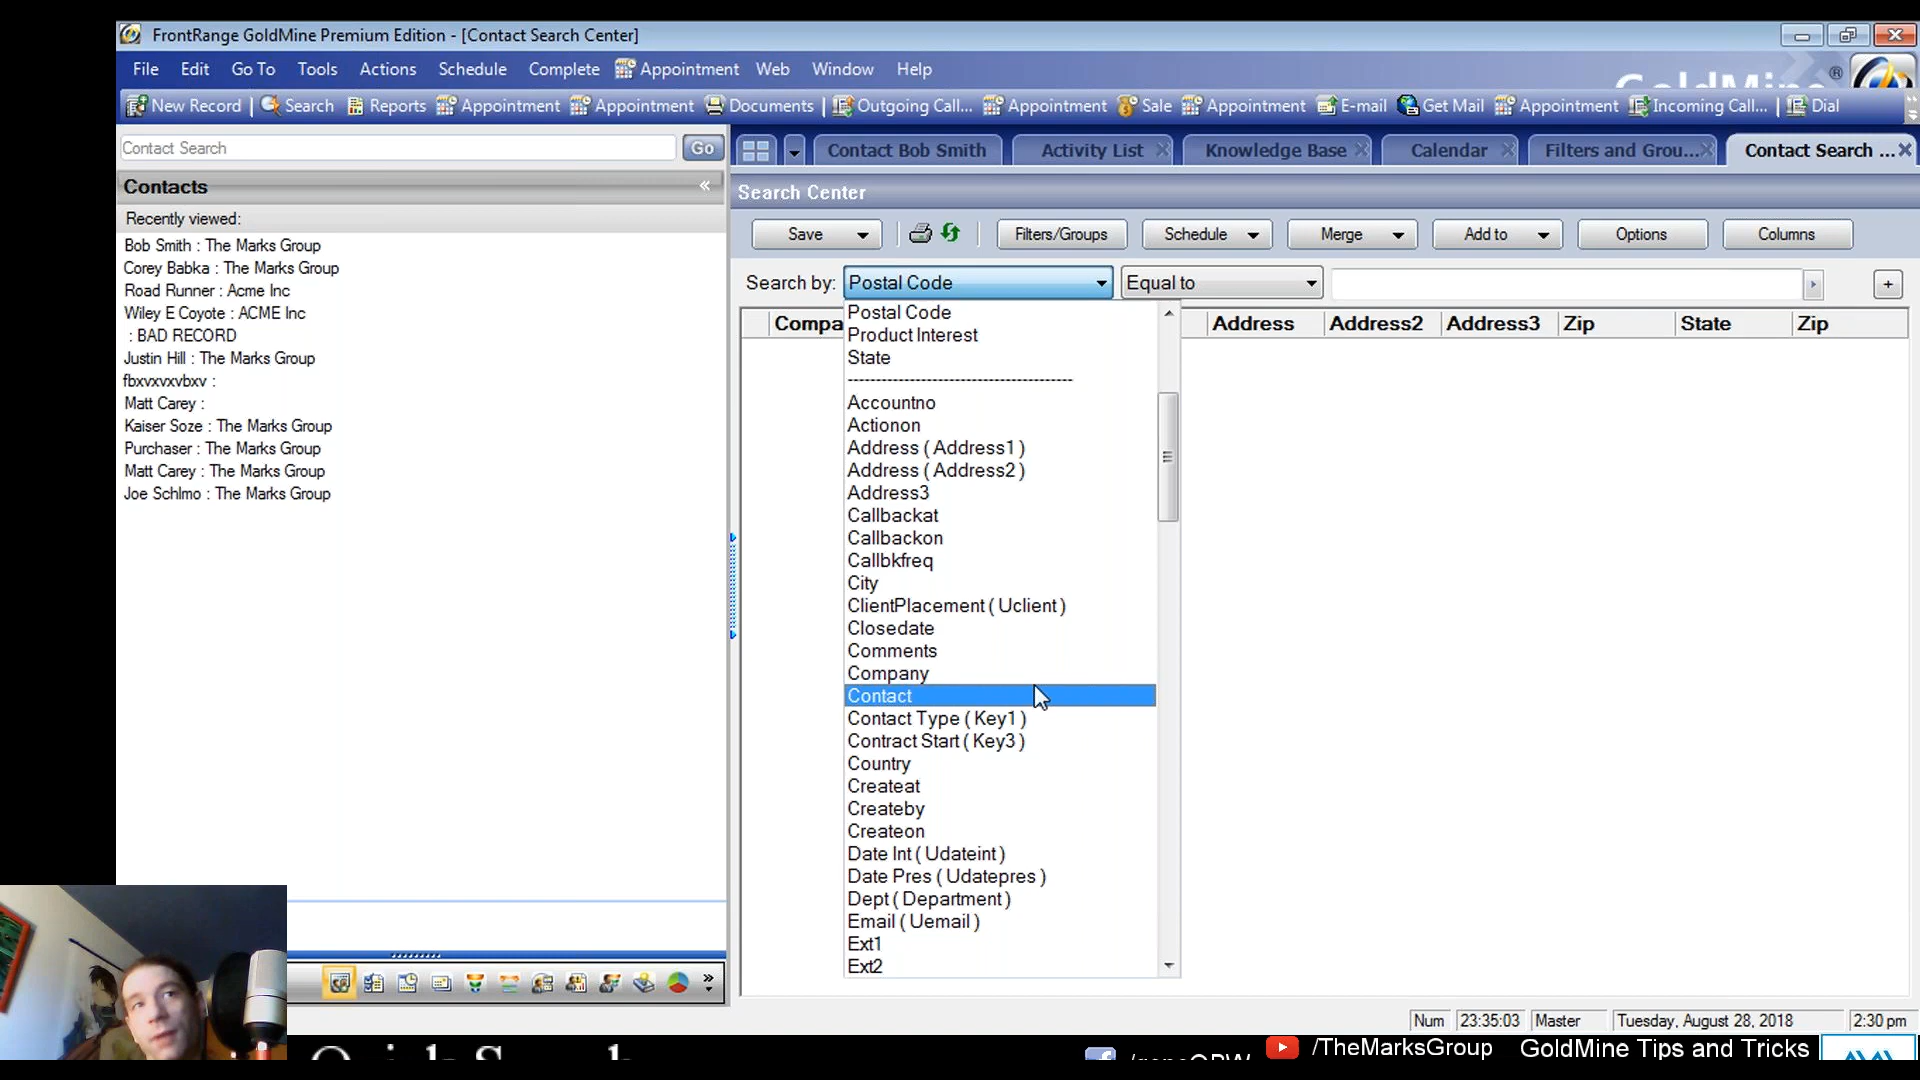 FrontRange GoldMine Premium Edition - [Contact Search Center]
File Edit Go To Tools Actions Schedule Complete Appointment Web Window Help
GoldMine ®
New Record Search Reports Appointment Appointment Documents Outgoing Call... Appointment Sale Appointment E-mail Get Mail Appointment Incoming Call... Dial
Contact Search Go
Contact Bob Smith Activity List Knowledge Base Calendar Filters and Grou... Contact Search ...
Contacts
Recently viewed:
Bob Smith : The Marks Group
Corey Babka : The Marks Group
Road Runner : Acme Inc
Wiley E Coyote : ACME Inc
: BAD RECORD
Justin Hill : The Marks Group
fbxvxvxvbxv :
Matt Carey :
Kaiser Soze : The Marks Group
Purchaser : The Marks Group
Matt Carey : The Marks Group
Joe Schlmo : The Marks Group
Search Center
Save Filters/Groups Schedule Merge Add to Options Columns
Search by: Postal Code Equal to +
Compa Address Address2 Address3 Zip State Zip
Postal Code
Product Interest
State
----------------------------------------
Accountno
Actionon
Address ( Address1 )
Address ( Address2 )
Address3
Callbackat
Callbackon
Callbkfreq
City
ClientPlacement ( Uclient )
Closedate
Comments
Company
Contact
Contact Type ( Key1 )
Contract Start ( Key3 )
Country
Createat
Createby
Createon
Date Int ( Udateint )
Date Pres ( Udatepres )
Dept ( Department )
Email ( Uemail )
Ext1
Ext2
Num 23:35:03 Master Tuesday, August 28, 2018 2:30 pm
/TheMarksGroup GoldMine Tips and Tricks